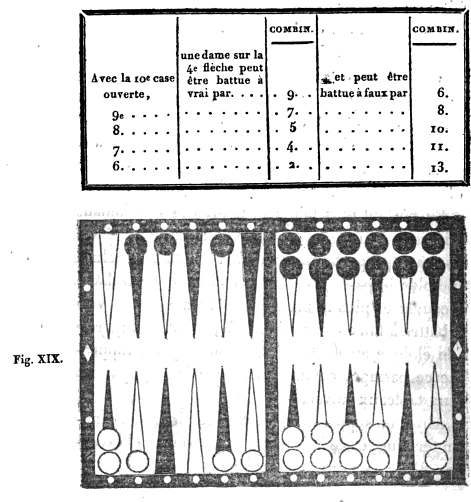 COMBIN. COMBIN.
une dame sur la
4e flèche peut
Avec la 10e case être battue à et peut être
ouverte, vrai par. . . . . 9. battue à faux par 6.
9e . . . . . . . . . . . 7. . . . . . . . 8.
8. . . . . . . . . . . . 5 . . . . . . . 10.
7. . . . . . . . . . . . 4. . . . . . . . 11.
6. . . . . . . . . . . . 2. . . . . . . . 13.
Fig. XIX.